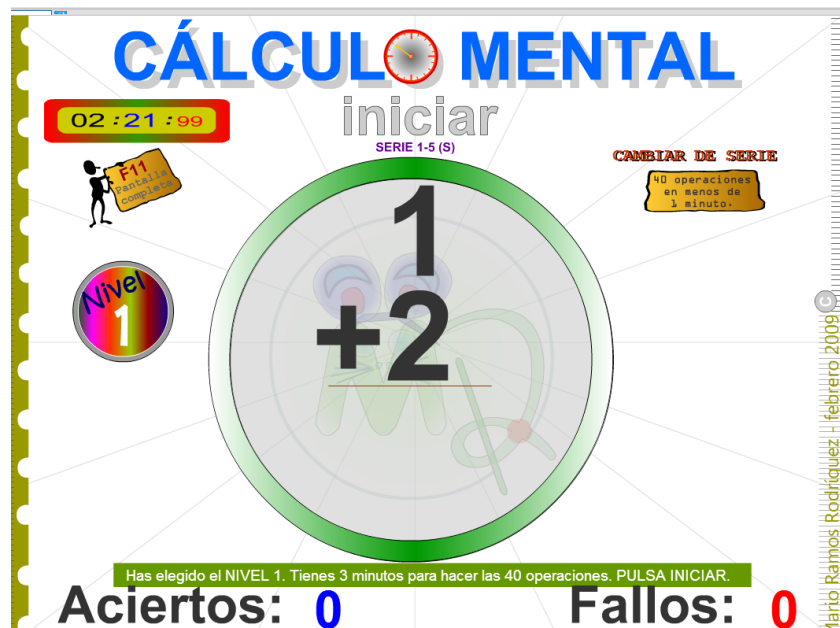 CÁLCULO MENTAL
02 :21 :99
iniciar
SERIE 1-5 (S)
F11
Pantalla
completa
CAMBIAR DE SERIE
40 operaciones
en menos de
1 minuto.
Nivel
1
1
+2
Has elegido el NIVEL 1. Tienes 3 minutos para hacer las 40 operaciones. PULSA INICIAR.
Aciertos: 0
Fallos: 0
Mario Ramos Rodríguez - febrero 2009 C